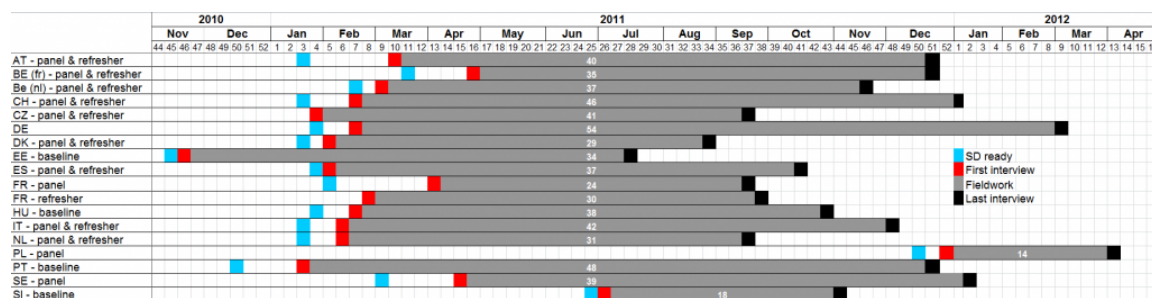 2010 2011 2012
Nov Dec Jan Feb Mar Apr May Jun Jul Aug Sep Oct Nov Dec Jan Feb Mar Apr
44 45 46 47 48 49 50 51 52 1 2 3 4 5 6 7 8 9 10 11 12 13 14 15 16 17 18 19 20 21 22 23 24 25 26 27 28 29 30 31 32 33 34 35 36 37 38 39 40 41 42 43 44 45 46 47 48 49 50 51 52 1 2 3 4 5 6 7 8 9 10 11 12 13 14 15
AT - panel & refresher 40
BE (fr) - panel & refresher 35
Be (nl) - panel & refresher 37
CH - panel & refresher 46
CZ - panel & refresher 41
DE 54
DK - panel & refresher 29
EE - baseline 34
SD ready
ES - panel & refresher 37
First interview
FR - panel 24
Fieldwork
FR - refresher 30
Last interview
HU - baseline 38
IT - panel & refresher 42
NL - panel & refresher 31
PL - panel 14
PT - baseline 48
SE - panel 39
SI - baseline 18